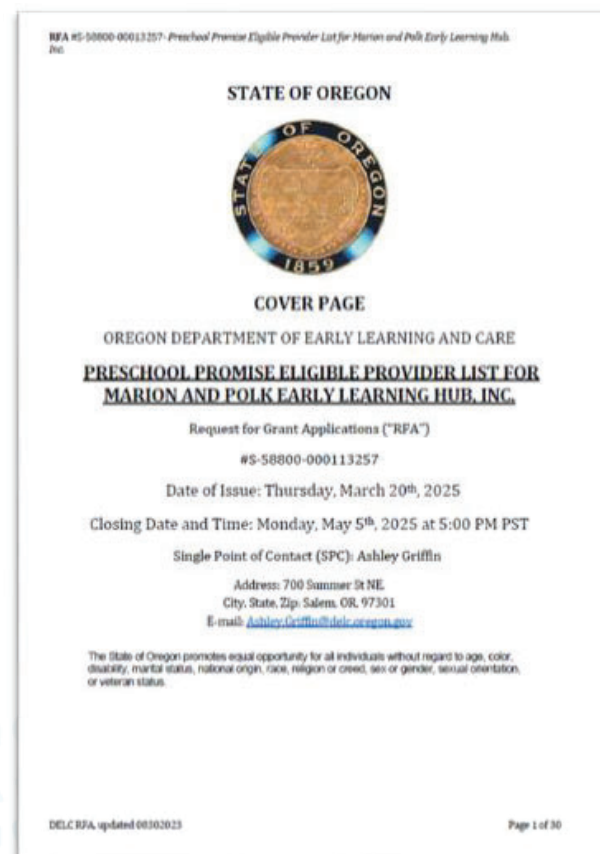 RFA #S-58800-00013257- Preschool Promise Eligible Provider List for Marion and Polk Early Learning Hub,
Inc.
STATE OF OREGON
STATE OF OREGON
1859
COVER PAGE
OREGON DEPARTMENT OF EARLY LEARNING AND CARE
PRESCHOOL PROMISE ELIGIBLE PROVIDER LIST FOR
MARION AND POLK EARLY LEARNING HUB, INC.
Request for Grant Applications ("RFA")
#S-58800-000113257
Date of Issue: Thursday, March 20th, 2025
Closing Date and Time: Monday, May 5th, 2025 at 5:00 PM PST
Single Point of Contact (SPC): Ashley Griffin
Address: 700 Summer St NE
City, State, Zip: Salem, OR, 97301
E-mail: Ashley.Griffin@delc.oregon.gov
The State of Oregon promotes equal opportunity for all individuals without regard to age, color,
disability, marital status, national origin, race, religion or creed, sex or gender, sexual orientation,
or veteran status.
DELC RFA, updated 08302023
Page 1 of 30